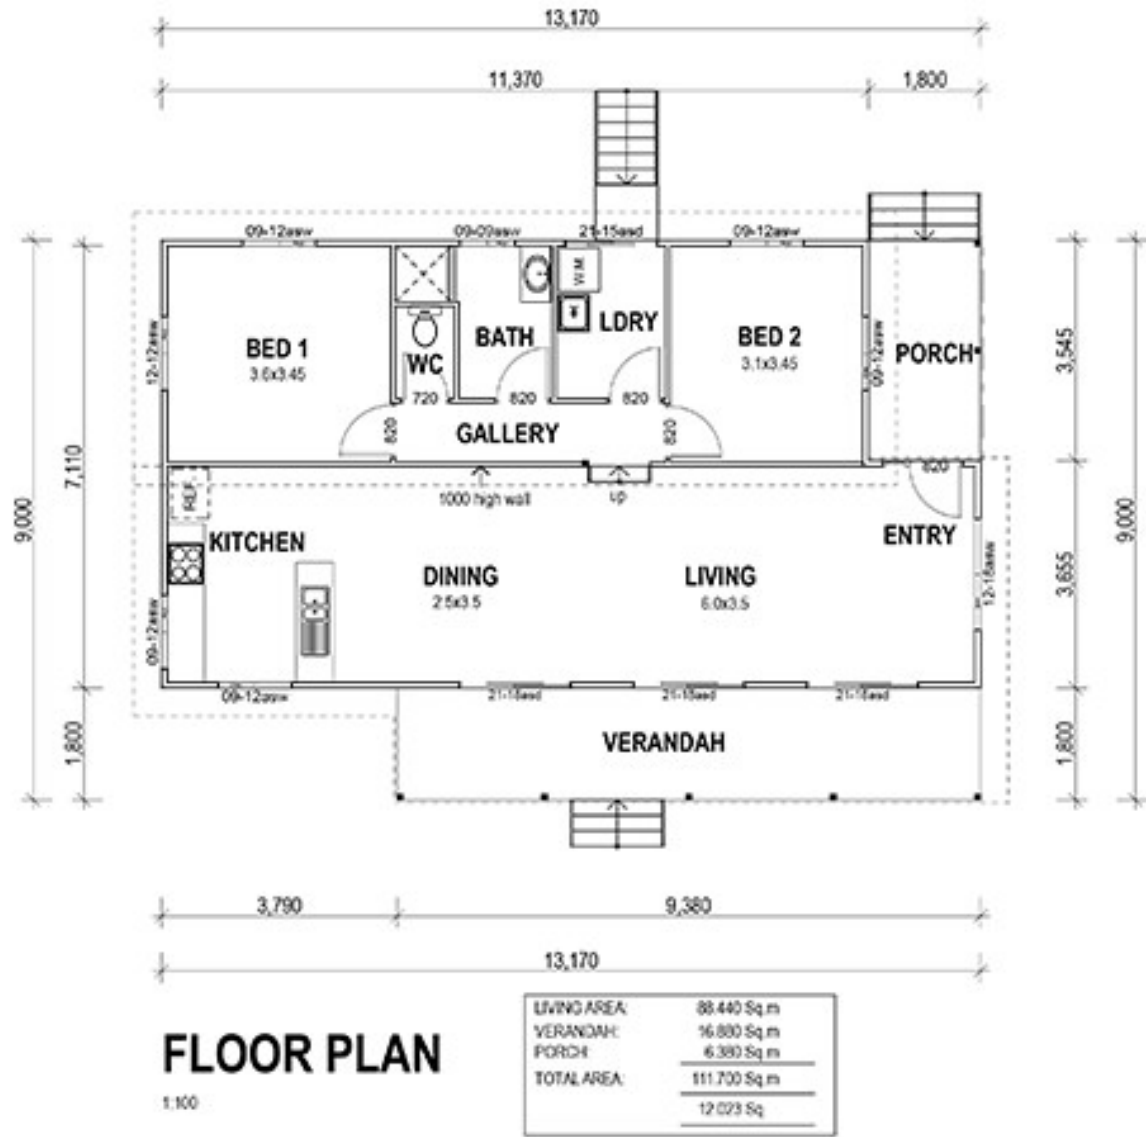 13,170
11,370
1,800
09-12asw
09-09asw
21-15asd
09-12asw
W.M.
BED 1
3.6x3.45
WC
BATH
LDRY
BED 2
3.1x3.45
PORCH
12-12asw
09-12asw
720
820
820
820
820
GALLERY
820
REF.
1000 high wall
up
KITCHEN
ENTRY
DINING
2.5x3.5
LIVING
6.0x3.5
09-12asw
12-18asw
09-12asw
21-18asd
21-18asd
21-18asd
VERANDAH
9,000
7,110
1,800
3,545
3,655
1,800
9,000
3,790
9,380
13,170
FLOOR PLAN
1:100
LIVING AREA: 88.440 Sq.m
VERANDAH: 16.880 Sq.m
PORCH: 6.380 Sq.m
TOTAL AREA: 111.700 Sq.m
12.023 Sq